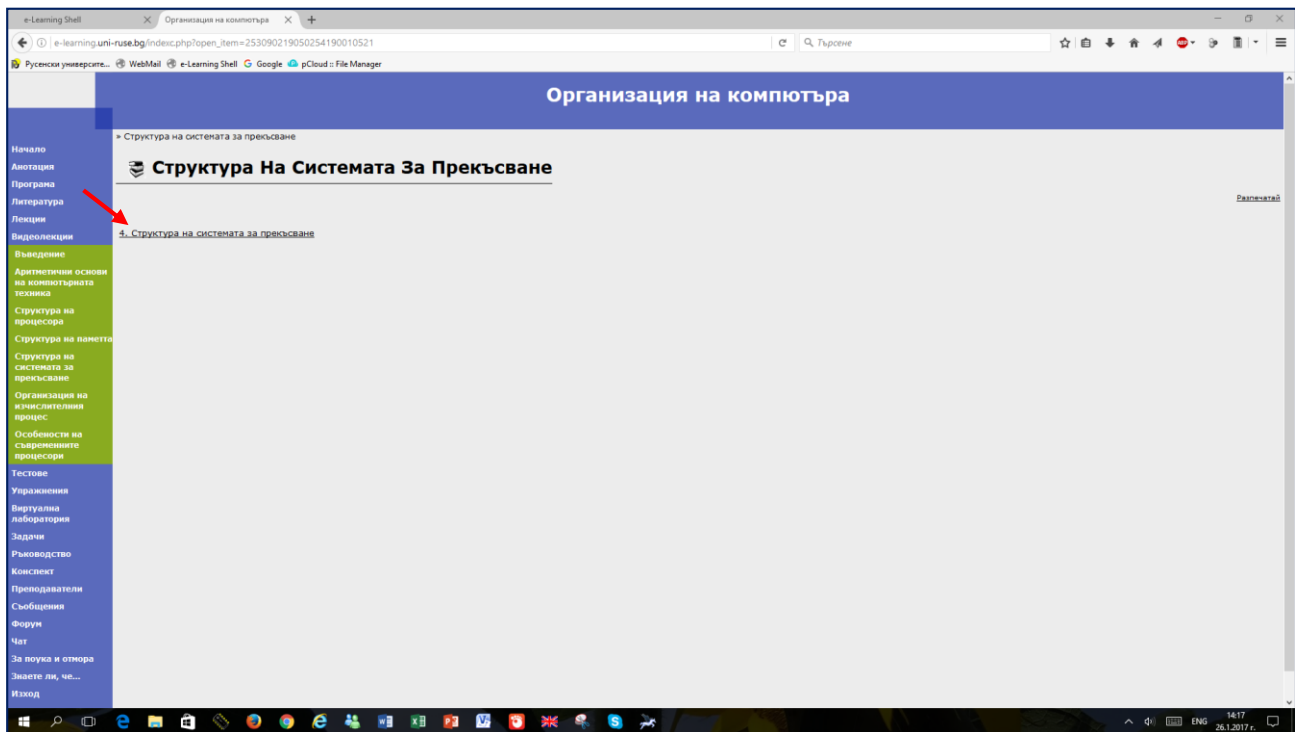 e-Learning Shell
Организация на компютъра
e-learning.uni-ruse.bg/indexc.php?open_item=253090219050254190010521
Търсене
Русенски университе...
WebMail
e-Learning Shell
Google
pCloud :: File Manager
Организация на компютъра
» Структура на системата за прекъсване
Структура На Системата За Прекъсване
Разпечатай
4. Структура на системата за прекъсване
Начало
Анотация
Програма
Литература
Лекции
Видеолекции
Въведение
Аритметични основи
на компютърната
техника
Структура на
процесора
Структура на паметта
Структура на
системата за
прекъсване
Организация на
изчислителния
процес
Особености на
съвременните
процесори
Тестове
Упражнения
Виртуална
лаборатория
Задачи
Ръководство
Конспект
Преподаватели
Съобщения
Форум
Чат
За поука и отмора
Знаете ли, че...
Изход
ENG
14:17
26.1.2017 г.